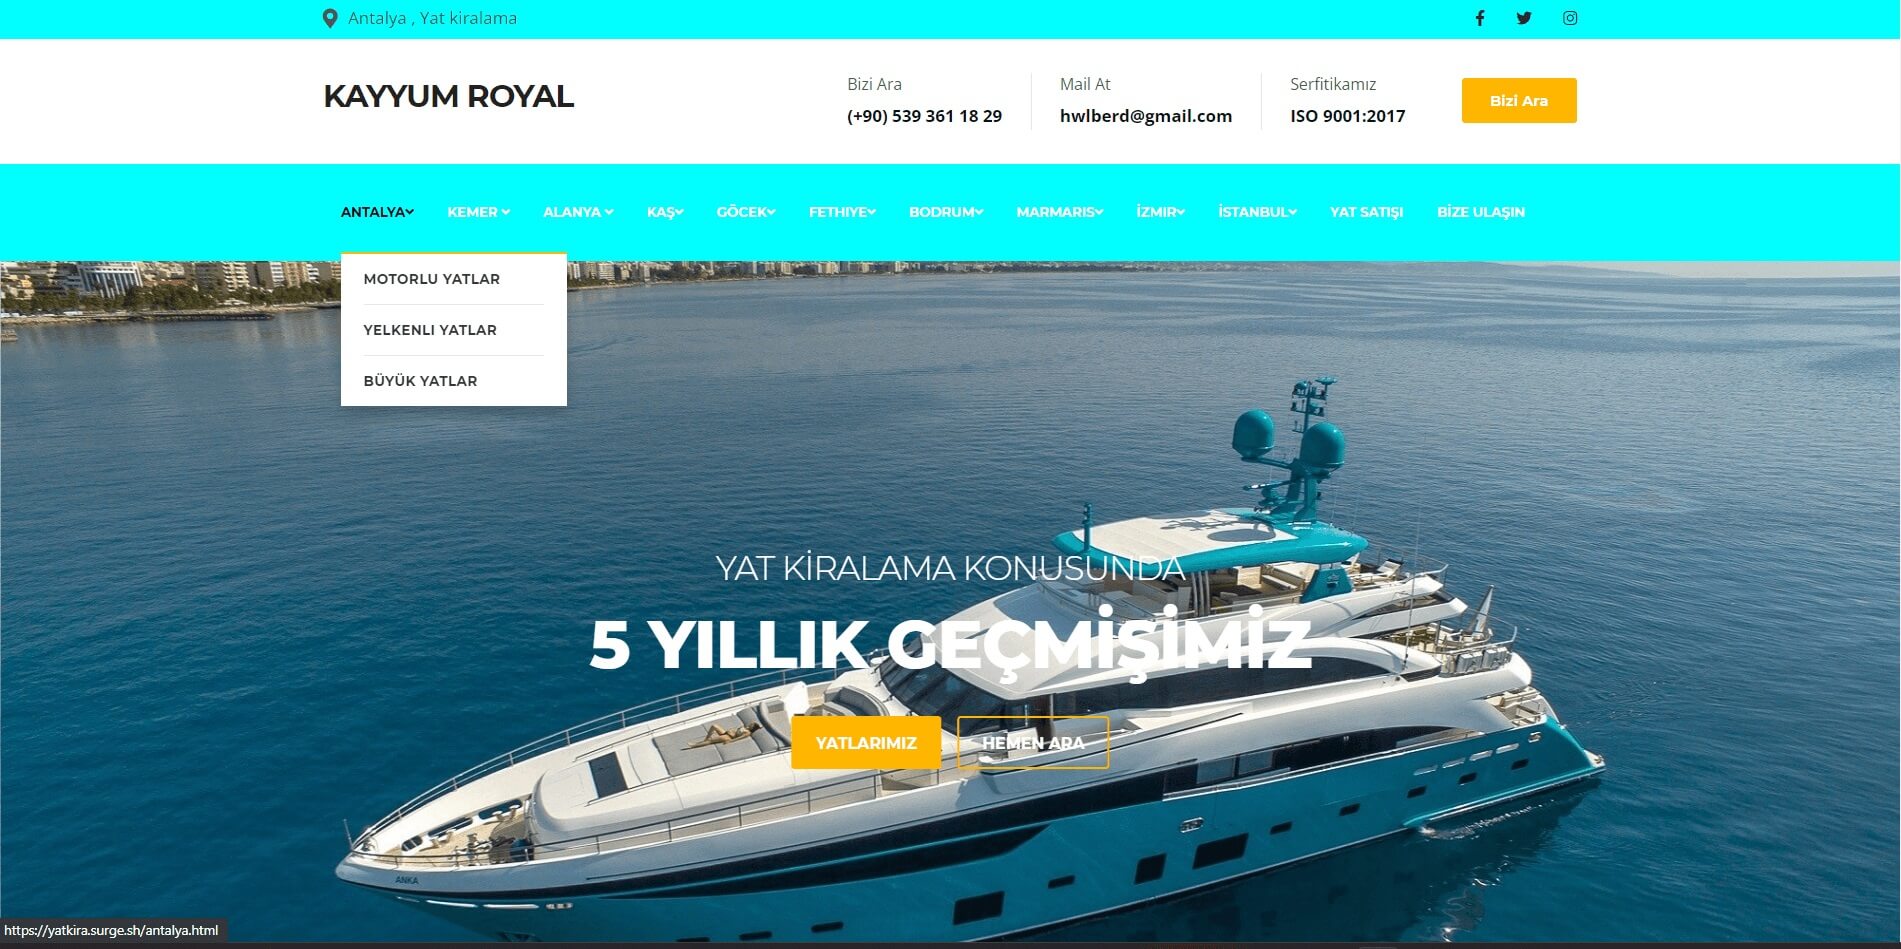 Antalya , Yat kiralama
KAYYUM ROYAL
Bizi Ara
(+90) 539 361 18 29
Mail At
hwlberd@gmail.com
Serfitikamız
ISO 9001:2017
Bizi Ara
ANTALYA KEMER ALANYA KAŞ GÖCEK FETHIYE BODRUM MARMARIS İZMIR İSTANBUL YAT SATIŞI BİZE ULAŞIN
MOTORLU YATLAR
YELKENLI YATLAR
BÜYÜK YATLAR
YAT KİRALAMA KONUSUNDA
5 YILLIK GEÇMİŞİMİZ
YATLARIMIZ HEMEN ARA
ANKA
https://yatkira.surge.sh/antalya.html